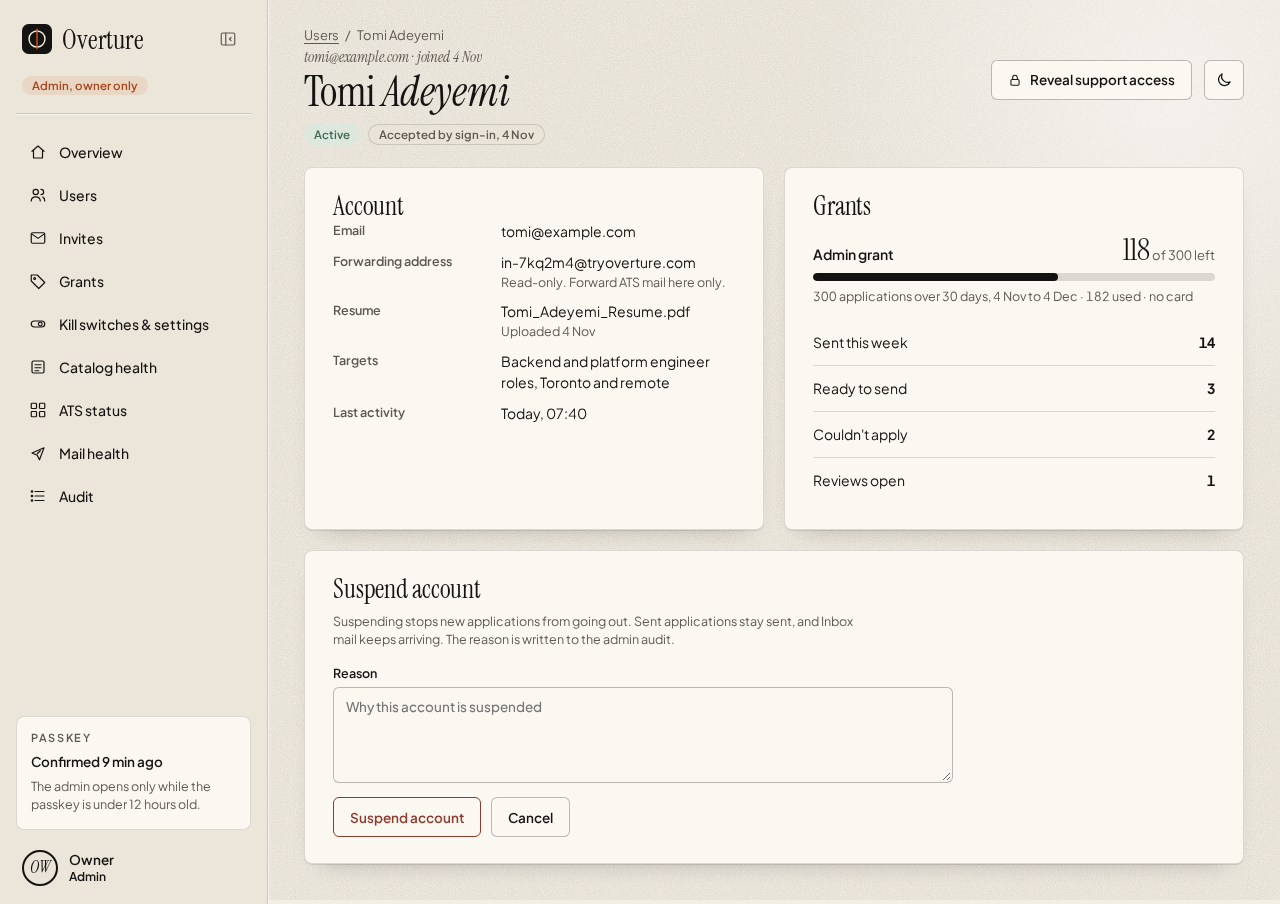 Overture
Admin, owner only
Overview
Users
Invites
Grants
Kill switches & settings
Catalog health
ATS status
Mail health
Audit
PASSKEY
Confirmed 9 min ago
The admin opens only while the
passkey is under 12 hours old.
OW
Owner
Admin
Users / Tomi Adeyemi
tomi@example.com · joined 4 Nov
Tomi Adeyemi
Active
Accepted by sign-in, 4 Nov
Reveal support access
Account
Email
tomi@example.com
Forwarding address
in-7kq2m4@tryoverture.com
Read-only. Forward ATS mail here only.
Resume
Tomi_Adeyemi_Resume.pdf
Uploaded 4 Nov
Targets
Backend and platform engineer
roles, Toronto and remote
Last activity
Today, 07:40
Grants
Admin grant
118 of 300 left
300 applications over 30 days, 4 Nov to 4 Dec · 182 used · no card
Sent this week
14
Ready to send
3
Couldn't apply
2
Reviews open
1
Suspend account
Suspending stops new applications from going out. Sent applications stay sent, and Inbox
mail keeps arriving. The reason is written to the admin audit.
Reason
Why this account is suspended
Suspend account
Cancel